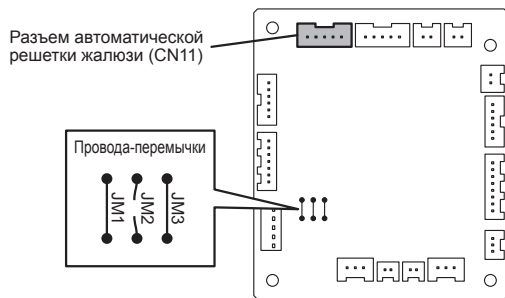 Разъем автоматической
решетки жалюзи (CN11)
Провода-перемычки
JM1
JM2
JM3